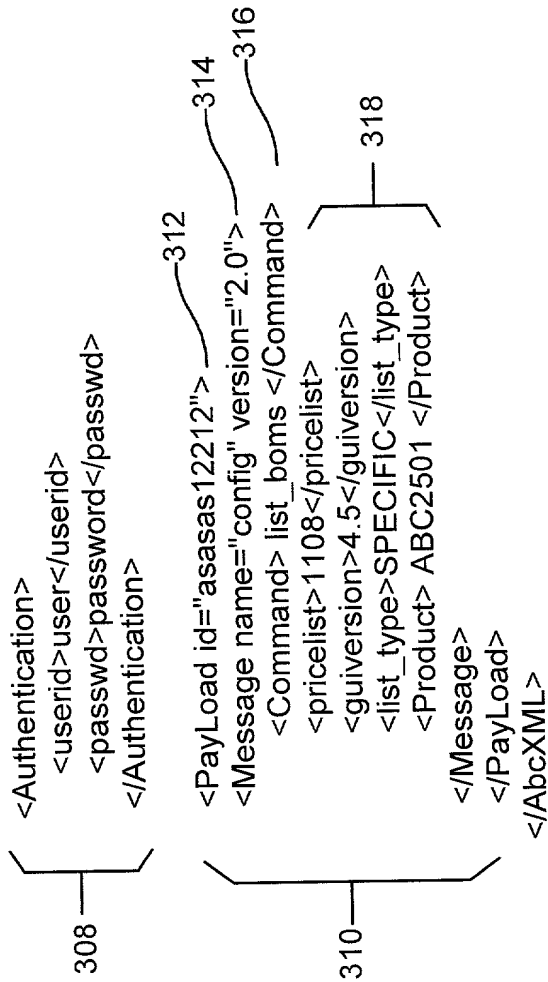 <Authentication>
<userid>user</userid>
<passwd>password</passwd>
</Authentication>
308
<PayLoad id="asasas12212">
312
<Message name="config" version="2.0">
314
<Command> list_boms </Command>
316
<pricelist>1108</pricelist>
<guiversion>4.5</guiversion>
<list_type>SPECIFIC</list_type>
<Product> ABC2501 </Product>
318
</Message>
</PayLoad>
310
</AbcXML>